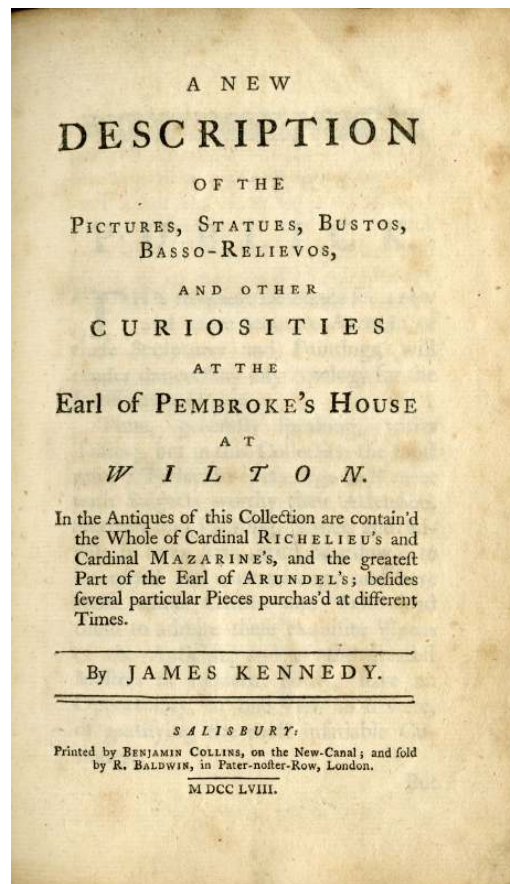 A NEW
DESCRIPTION
OF THE
PICTURES, STATUES, BUSTOS,
BASSO-RELIEVOS,
AND OTHER
CURIOSITIES
AT THE
Earl of PEMBROKE's HOUSE
AT
WILTON.
In the Antiques of this Collection are contain'd
the Whole of Cardinal RICHELIEU's and
Cardinal MAZARINE's, and the greateſt
Part of the Earl of ARUNDEL's; beſides
ſeveral particular Pieces purchas'd at different
Times.
By JAMES KENNEDY.
SALISBURY:
Printed by BENJAMIN COLLINS, on the New-Canal; and ſold
by R. BALDWIN, in Pater-noſter-Row, London.
M DCC LVIII.